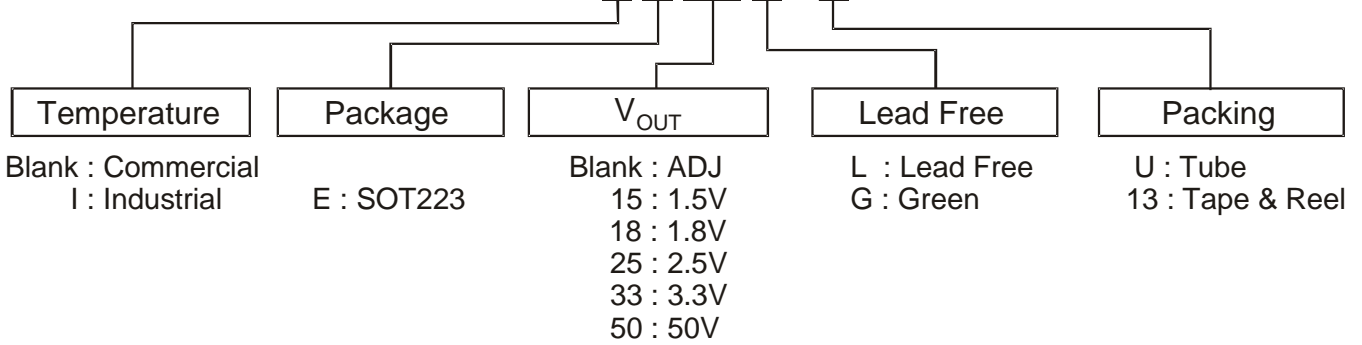 Temperature Package VOUT Lead Free Packing
Blank : Commercial Blank : ADJ L : Lead Free U : Tube
I : Industrial E : SOT223 15 : 1.5V G : Green 13 : Tape & Reel
18 : 1.8V
25 : 2.5V
33 : 3.3V
50 : 50V